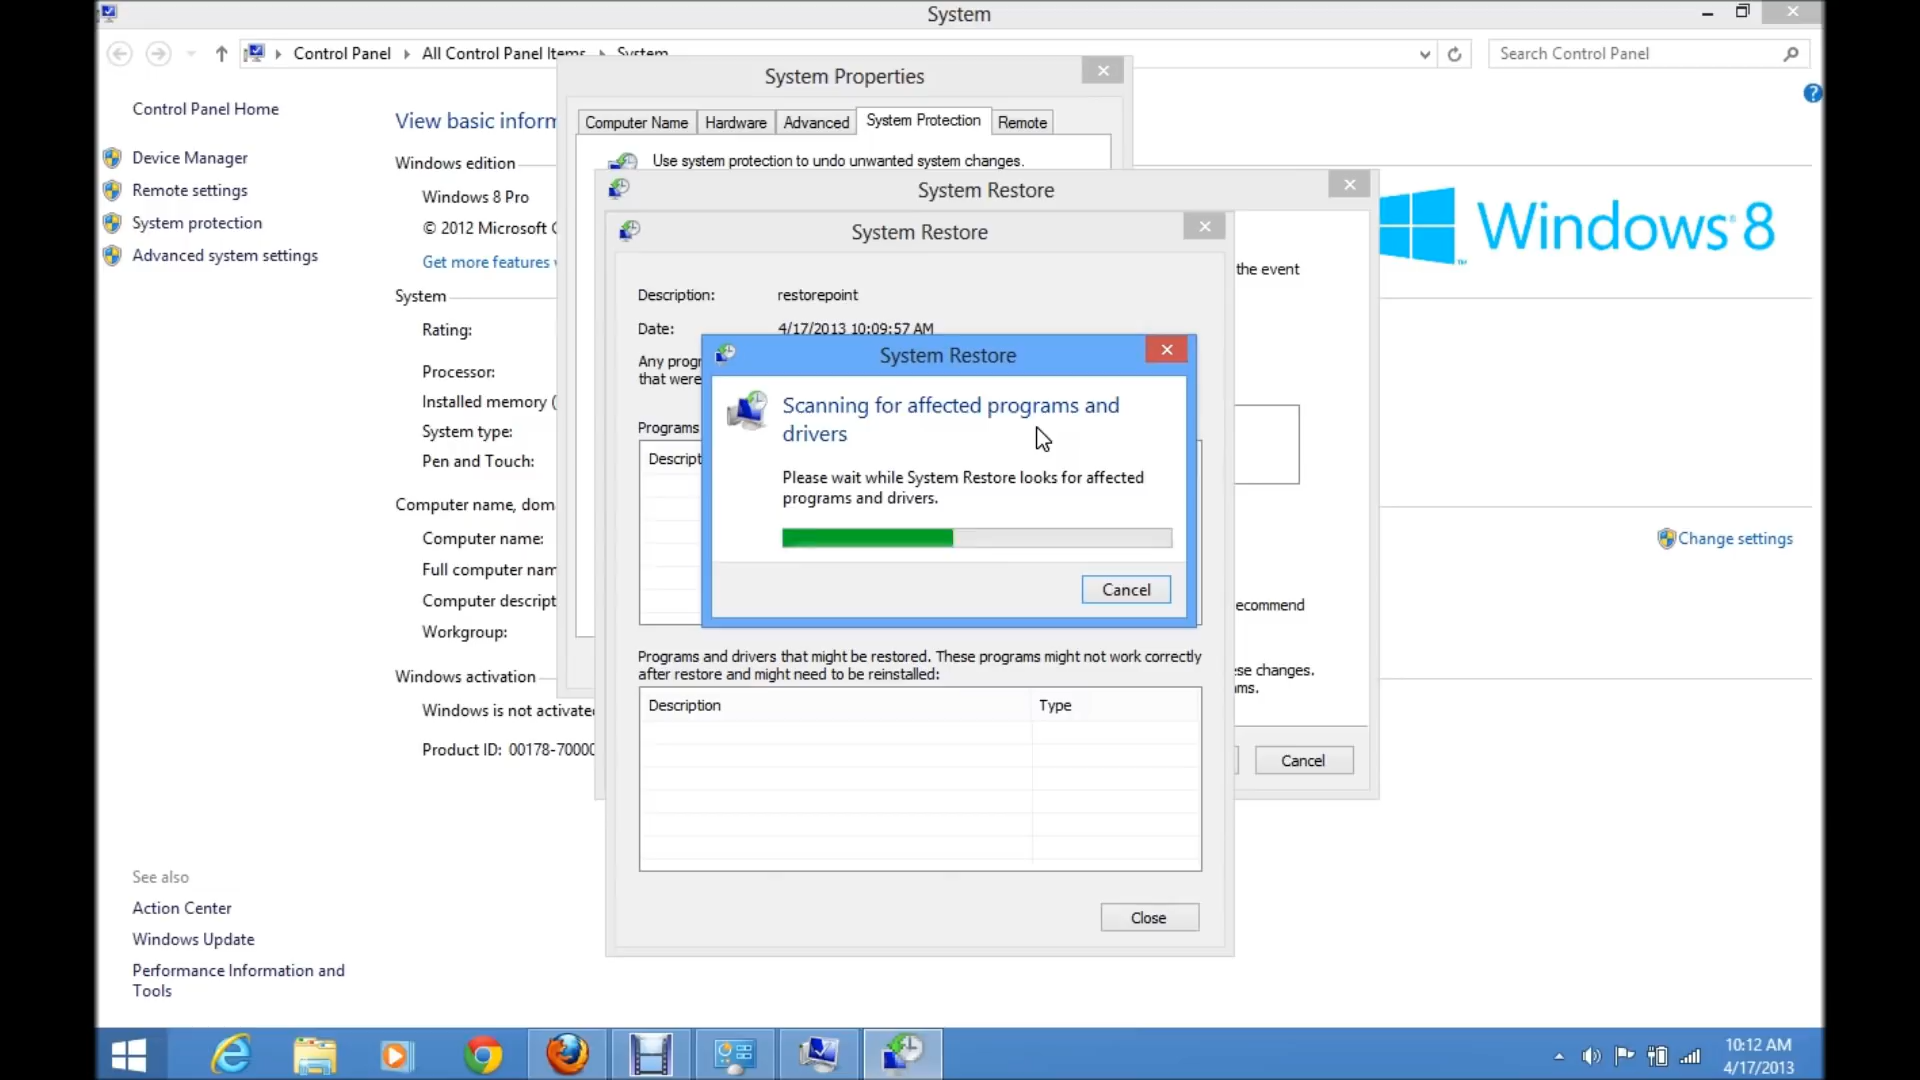 System
Control Panel All Control Panel Items System
Search Control Panel
Control Panel Home
Device Manager
Remote settings
System protection
Advanced system settings
See also
Action Center
Windows Update
Performance Information and
Tools
View basic inform
Windows edition
Windows 8 Pro
© 2012 Microsoft
Get more features
System
Rating:
Processor:
Installed memory (
System type:
Pen and Touch:
Computer name, dom
Computer name:
Full computer nam
Computer descript
Workgroup:
Windows activation
Windows is not activate
Product ID: 00178-70000
Windows 8
™
Change settings
System Properties
Computer Name Hardware Advanced System Protection Remote
Use system protection to undo unwanted system changes.
System Restore
the event
ecommend
se changes.
ms.
Cancel
System Restore
Description: restorepoint
Date: 4/17/2013 10:09:57 AM
Any progr
that were
Programs
Descript
System Restore
Scanning for affected programs and
drivers
Please wait while System Restore looks for affected
programs and drivers.
Cancel
Programs and drivers that might be restored. These programs might not work correctly
after restore and might need to be reinstalled:
Description Type
Close
10:12 AM
4/17/2013